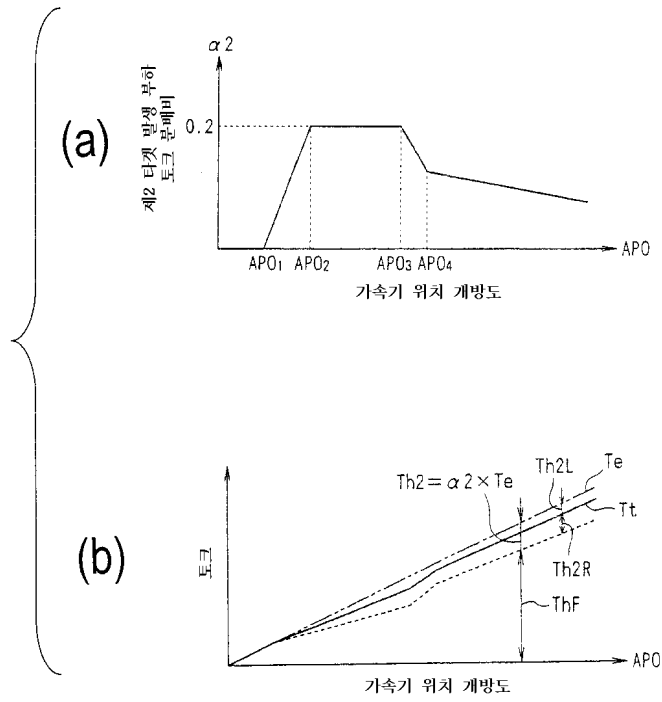 (a)
α2
제2 타켓 발생 부하
토크 분배비
0.2
APO1 APO2 APO3 APO4
APO
가속기 위치 개방도
(b)
토크
Th2=α2×Te
Th2L
Te
Tt
Th2R
ThF
APO
가속기 위치 개방도